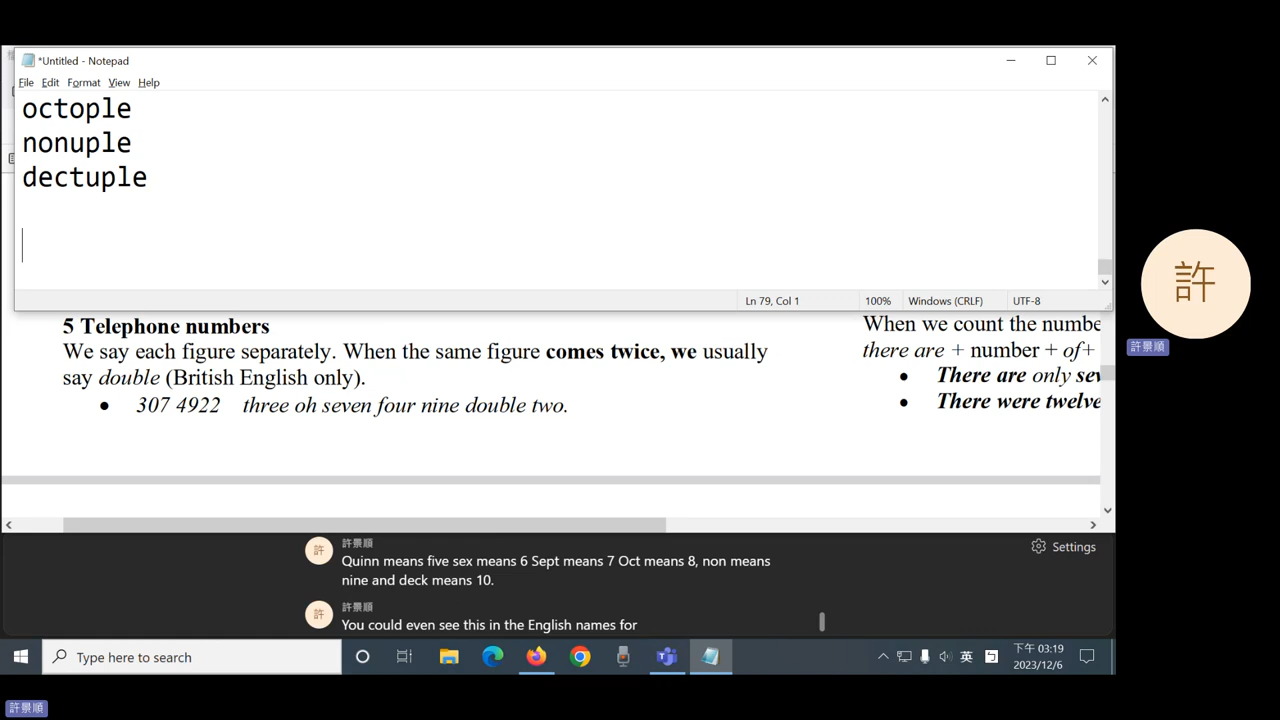 *Untitled - Notepad
File Edit Format View Help
octople
nonuple
dectuple
Ln 79, Col 1 100% Windows (CRLF) UTF-8
5 Telephone numbers
We say each figure separately. When the same figure comes twice, we usually
say double (British English only).
• 307 4922 three oh seven four nine double two.
When we count the numbe
there are + number + of+
• There are only sev
• There were twelve
許景順
Quinn means five sex means 6 Sept means 7 Oct means 8, non means
nine and deck means 10.
許景順
You could even see this in the English names for
Settings
Type here to search
英
下午 03:19
2023/12/6
許
許景順
許景順